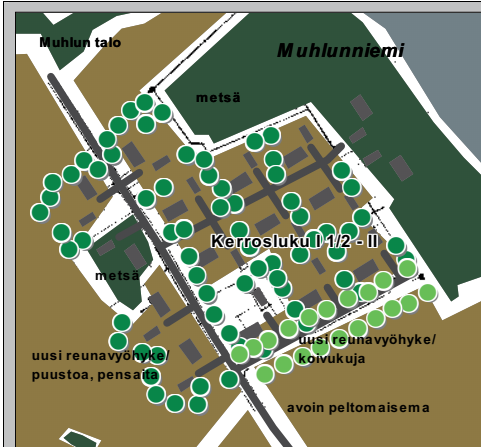 Muhlun talo
Muhlunniemi
metsä
Kerrosluku I 1/2 - II
metsä
uusi reunavyöhyke/
puustoa, pensaita
uusi reunavyöhyke/
koivukuja
avoin peltomaisema